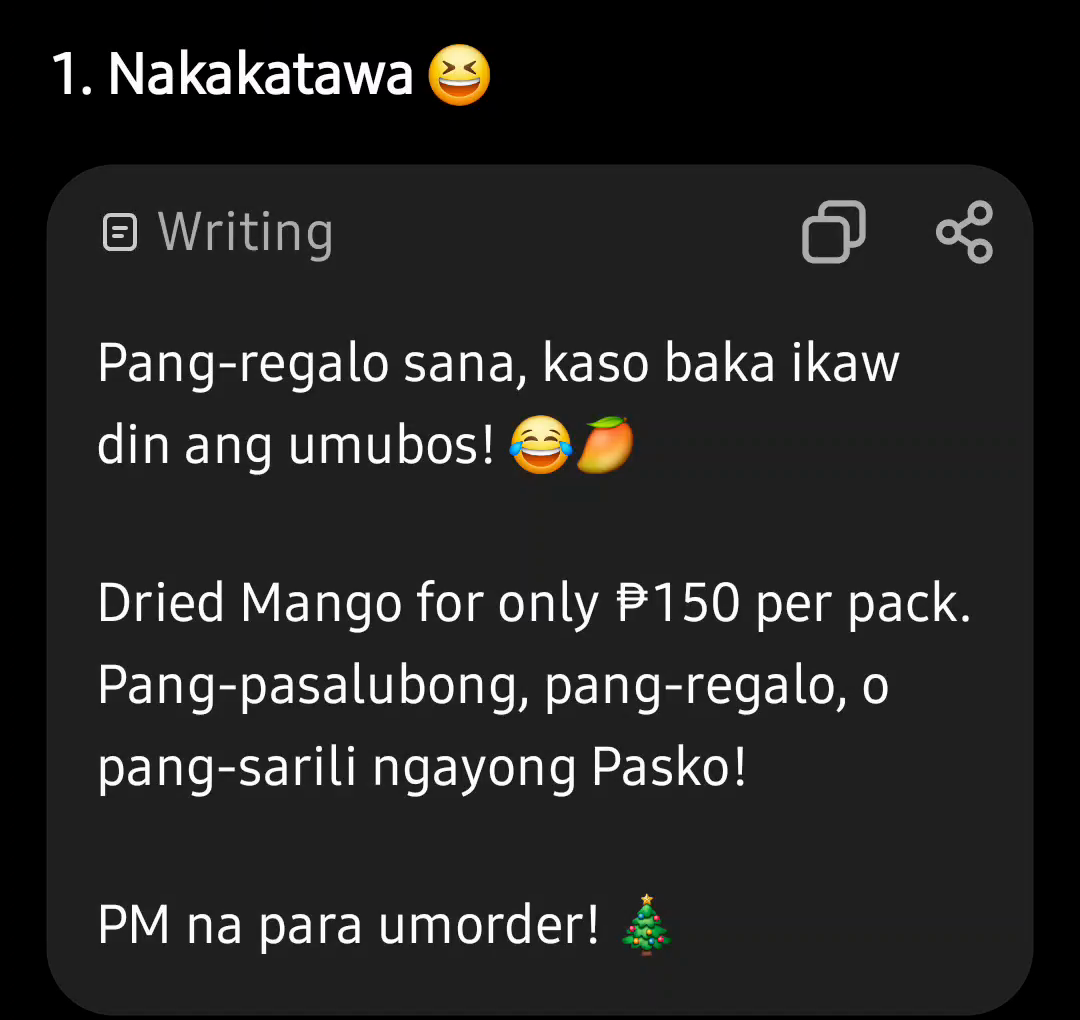 1. Nakakatawa 😆
Writing
Pang-regalo sana, kaso baka ikaw
din ang umubos! 😂🥭
Dried Mango for only ₱150 per pack.
Pang-pasalubong, pang-regalo, o
pang-sarili ngayong Pasko!
PM na para umorder! 🎄